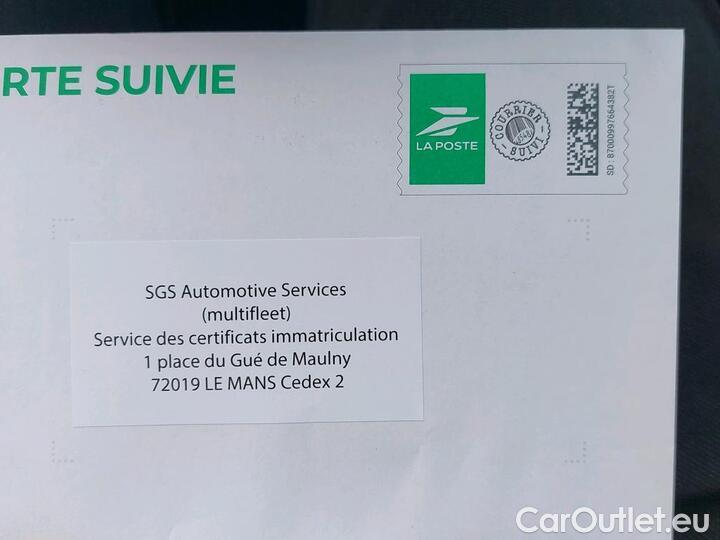 RTE SUIVIE
LA POSTE
COURRIER
SUIVI
SD : 87000997664382T
SGS Automotive Services
(multifleet)
Service des certificats immatriculation
1 place du Gué de Maulny
72019 LE MANS Cedex 2
CarOutlet.eu